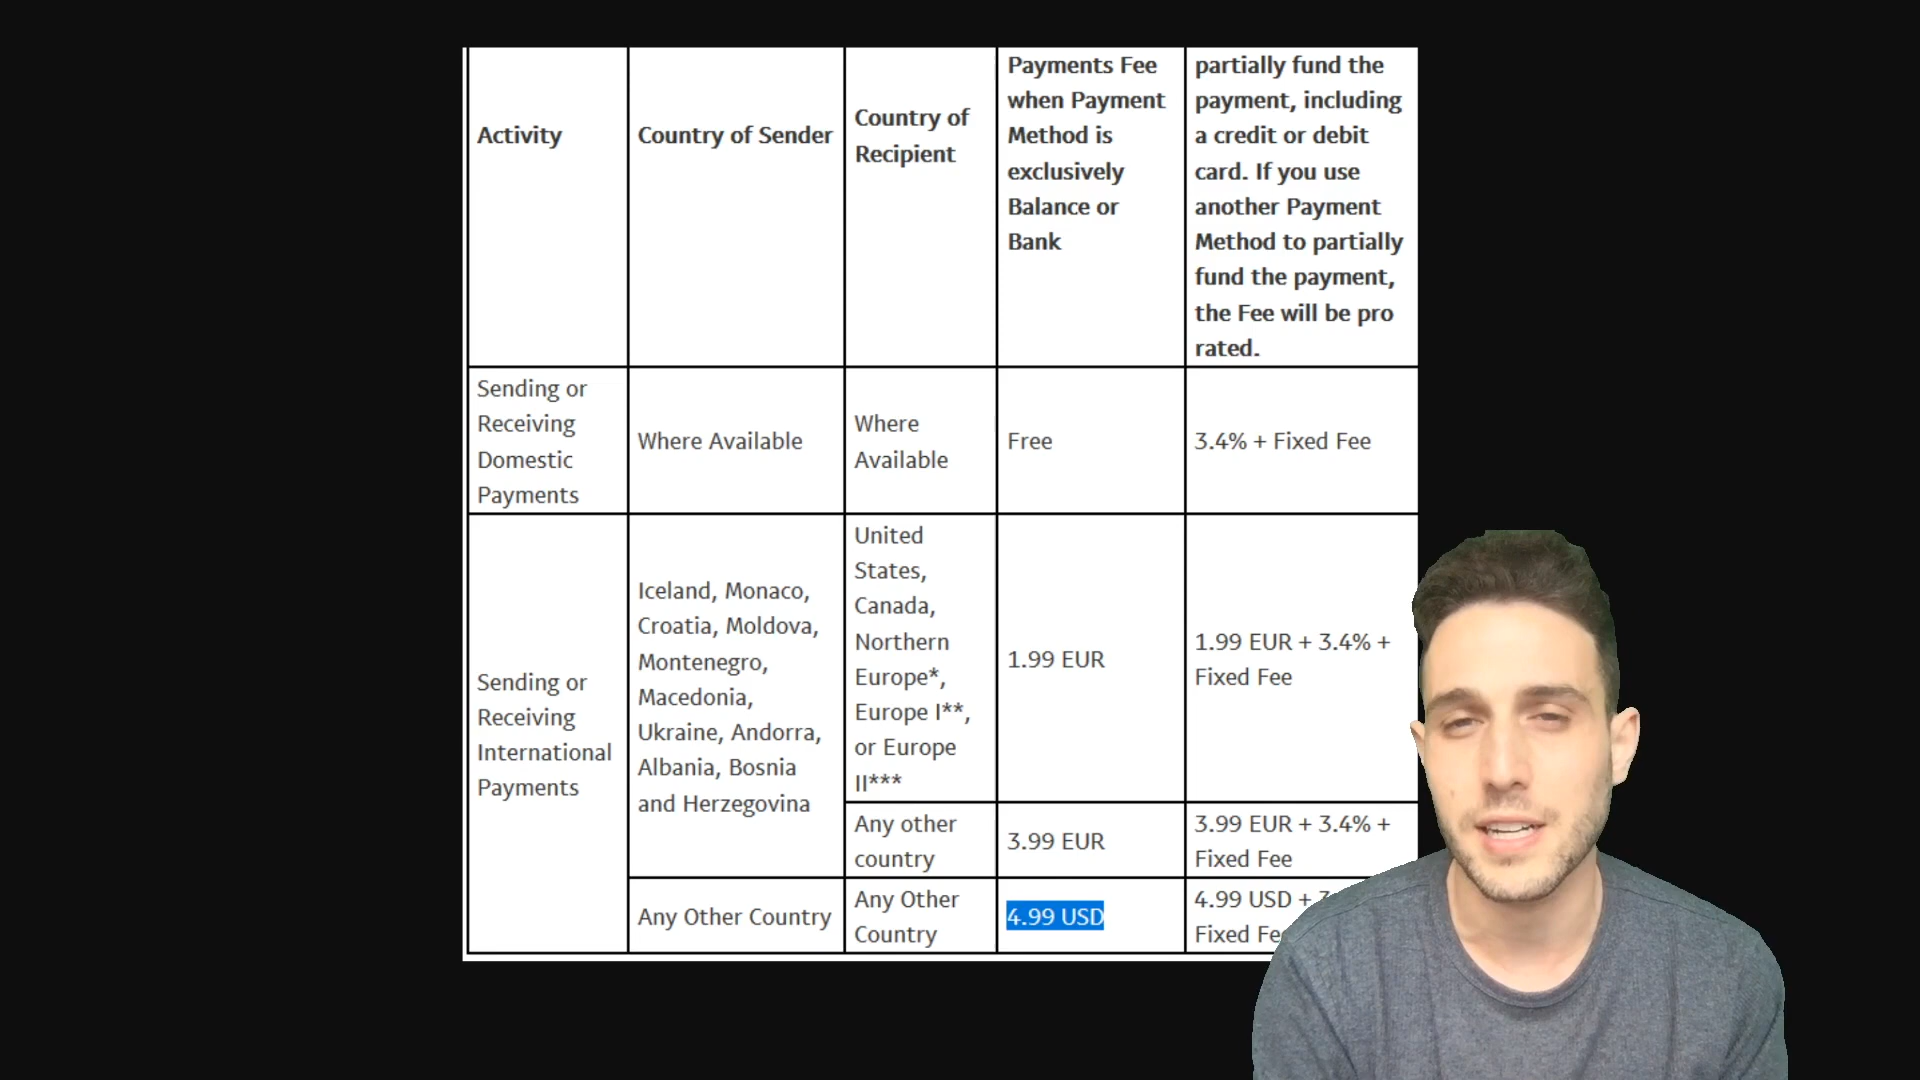 Activity
Country of Sender
Country of
Recipient
Payments Fee
when Payment
Method is
exclusively
Balance or
Bank
partially fund the
payment, including
a credit or debit
card. If you use
another Payment
Method to partially
fund the payment,
the Fee will be pro
rated.
Sending or
Receiving
Domestic
Payments
Where Available
Where
Available
Free
3.4% + Fixed Fee
Sending or
Receiving
International
Payments
Iceland, Monaco,
Croatia, Moldova,
Montenegro,
Macedonia,
Ukraine, Andorra,
Albania, Bosnia
and Herzegovina
United
States,
Canada,
Northern
Europe*,
Europe I**,
or Europe
II***
1.99 EUR
1.99 EUR + 3.4% +
Fixed Fee
Any other
country
3.99 EUR
3.99 EUR + 3.4% +
Fixed Fee
Any Other Country
Any Other
Country
4.99 USD
4.99 USD +
Fixed